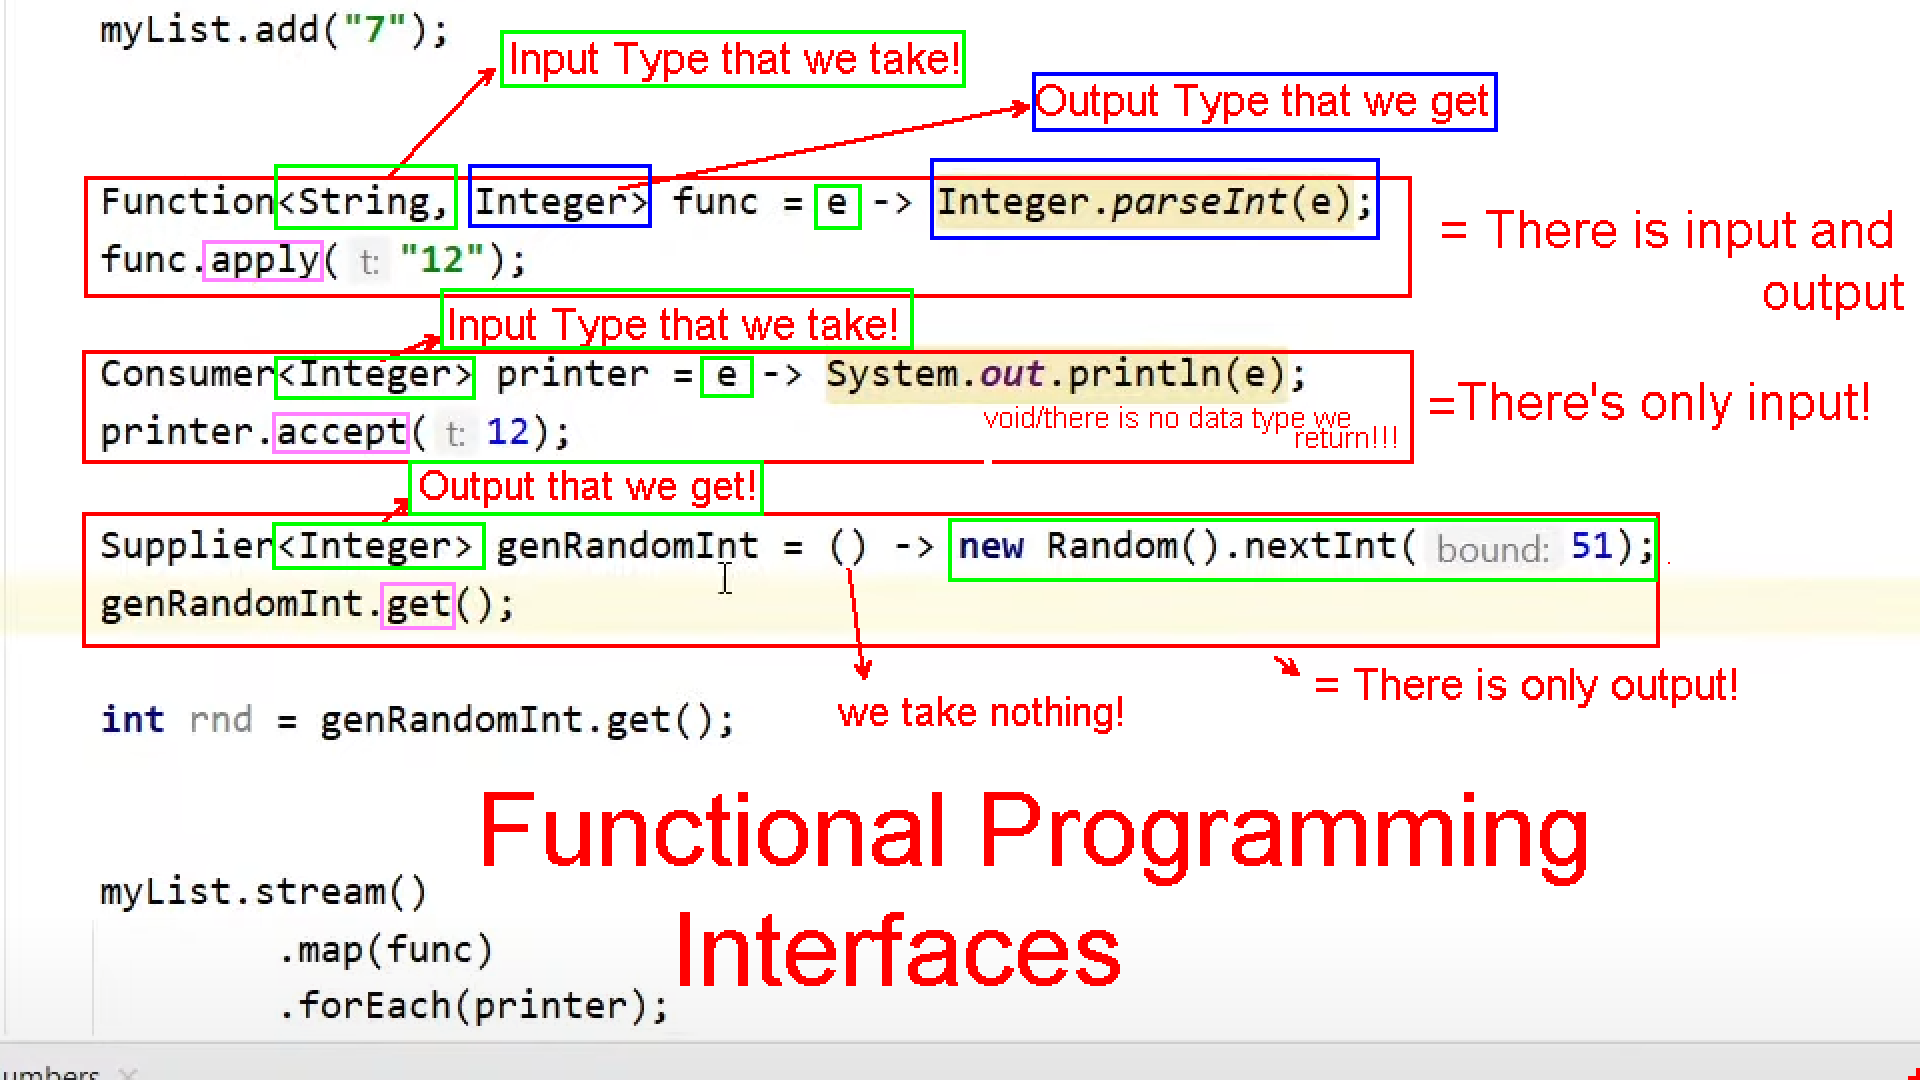 myList.add("7");
Input Type that we take!
Output Type that we get
Function<String, Integer> func = e -> Integer.parseInt(e);
= There is input and
func.apply( t: "12");
output
Input Type that we take!
Consumer<Integer> printer = e -> System.out.println(e);
=There's only input!
void/there is no data type we
return!!!
printer.accept( t: 12);
Output that we get!
Supplier<Integer> genRandomInt = () -> new Random().nextInt( bound: 51);
genRandomInt.get();
= There is only output!
we take nothing!
int rnd = genRandomInt.get();
Functional Programming
Interfaces
myList.stream()
.map(func)
.forEach(printer);
umbers